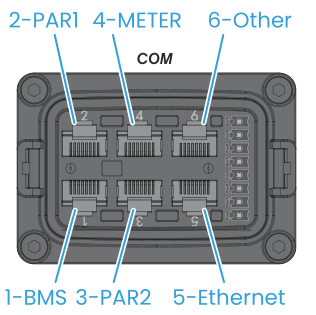 2-PAR1 4-METER 6-Other
COM
2 4 6
1 3 5
1-BMS 3-PAR2 5-Ethernet